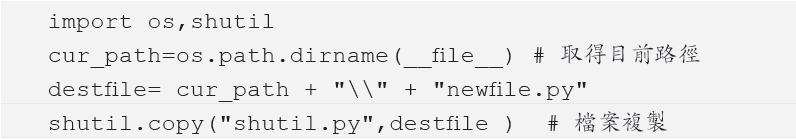 import os,shutil
cur_path=os.path.dirname(__file__) # 取得目前路徑
destfile= cur_path + "\\" + "newfile.py"
shutil.copy("shutil.py",destfile )  # 檔案複製